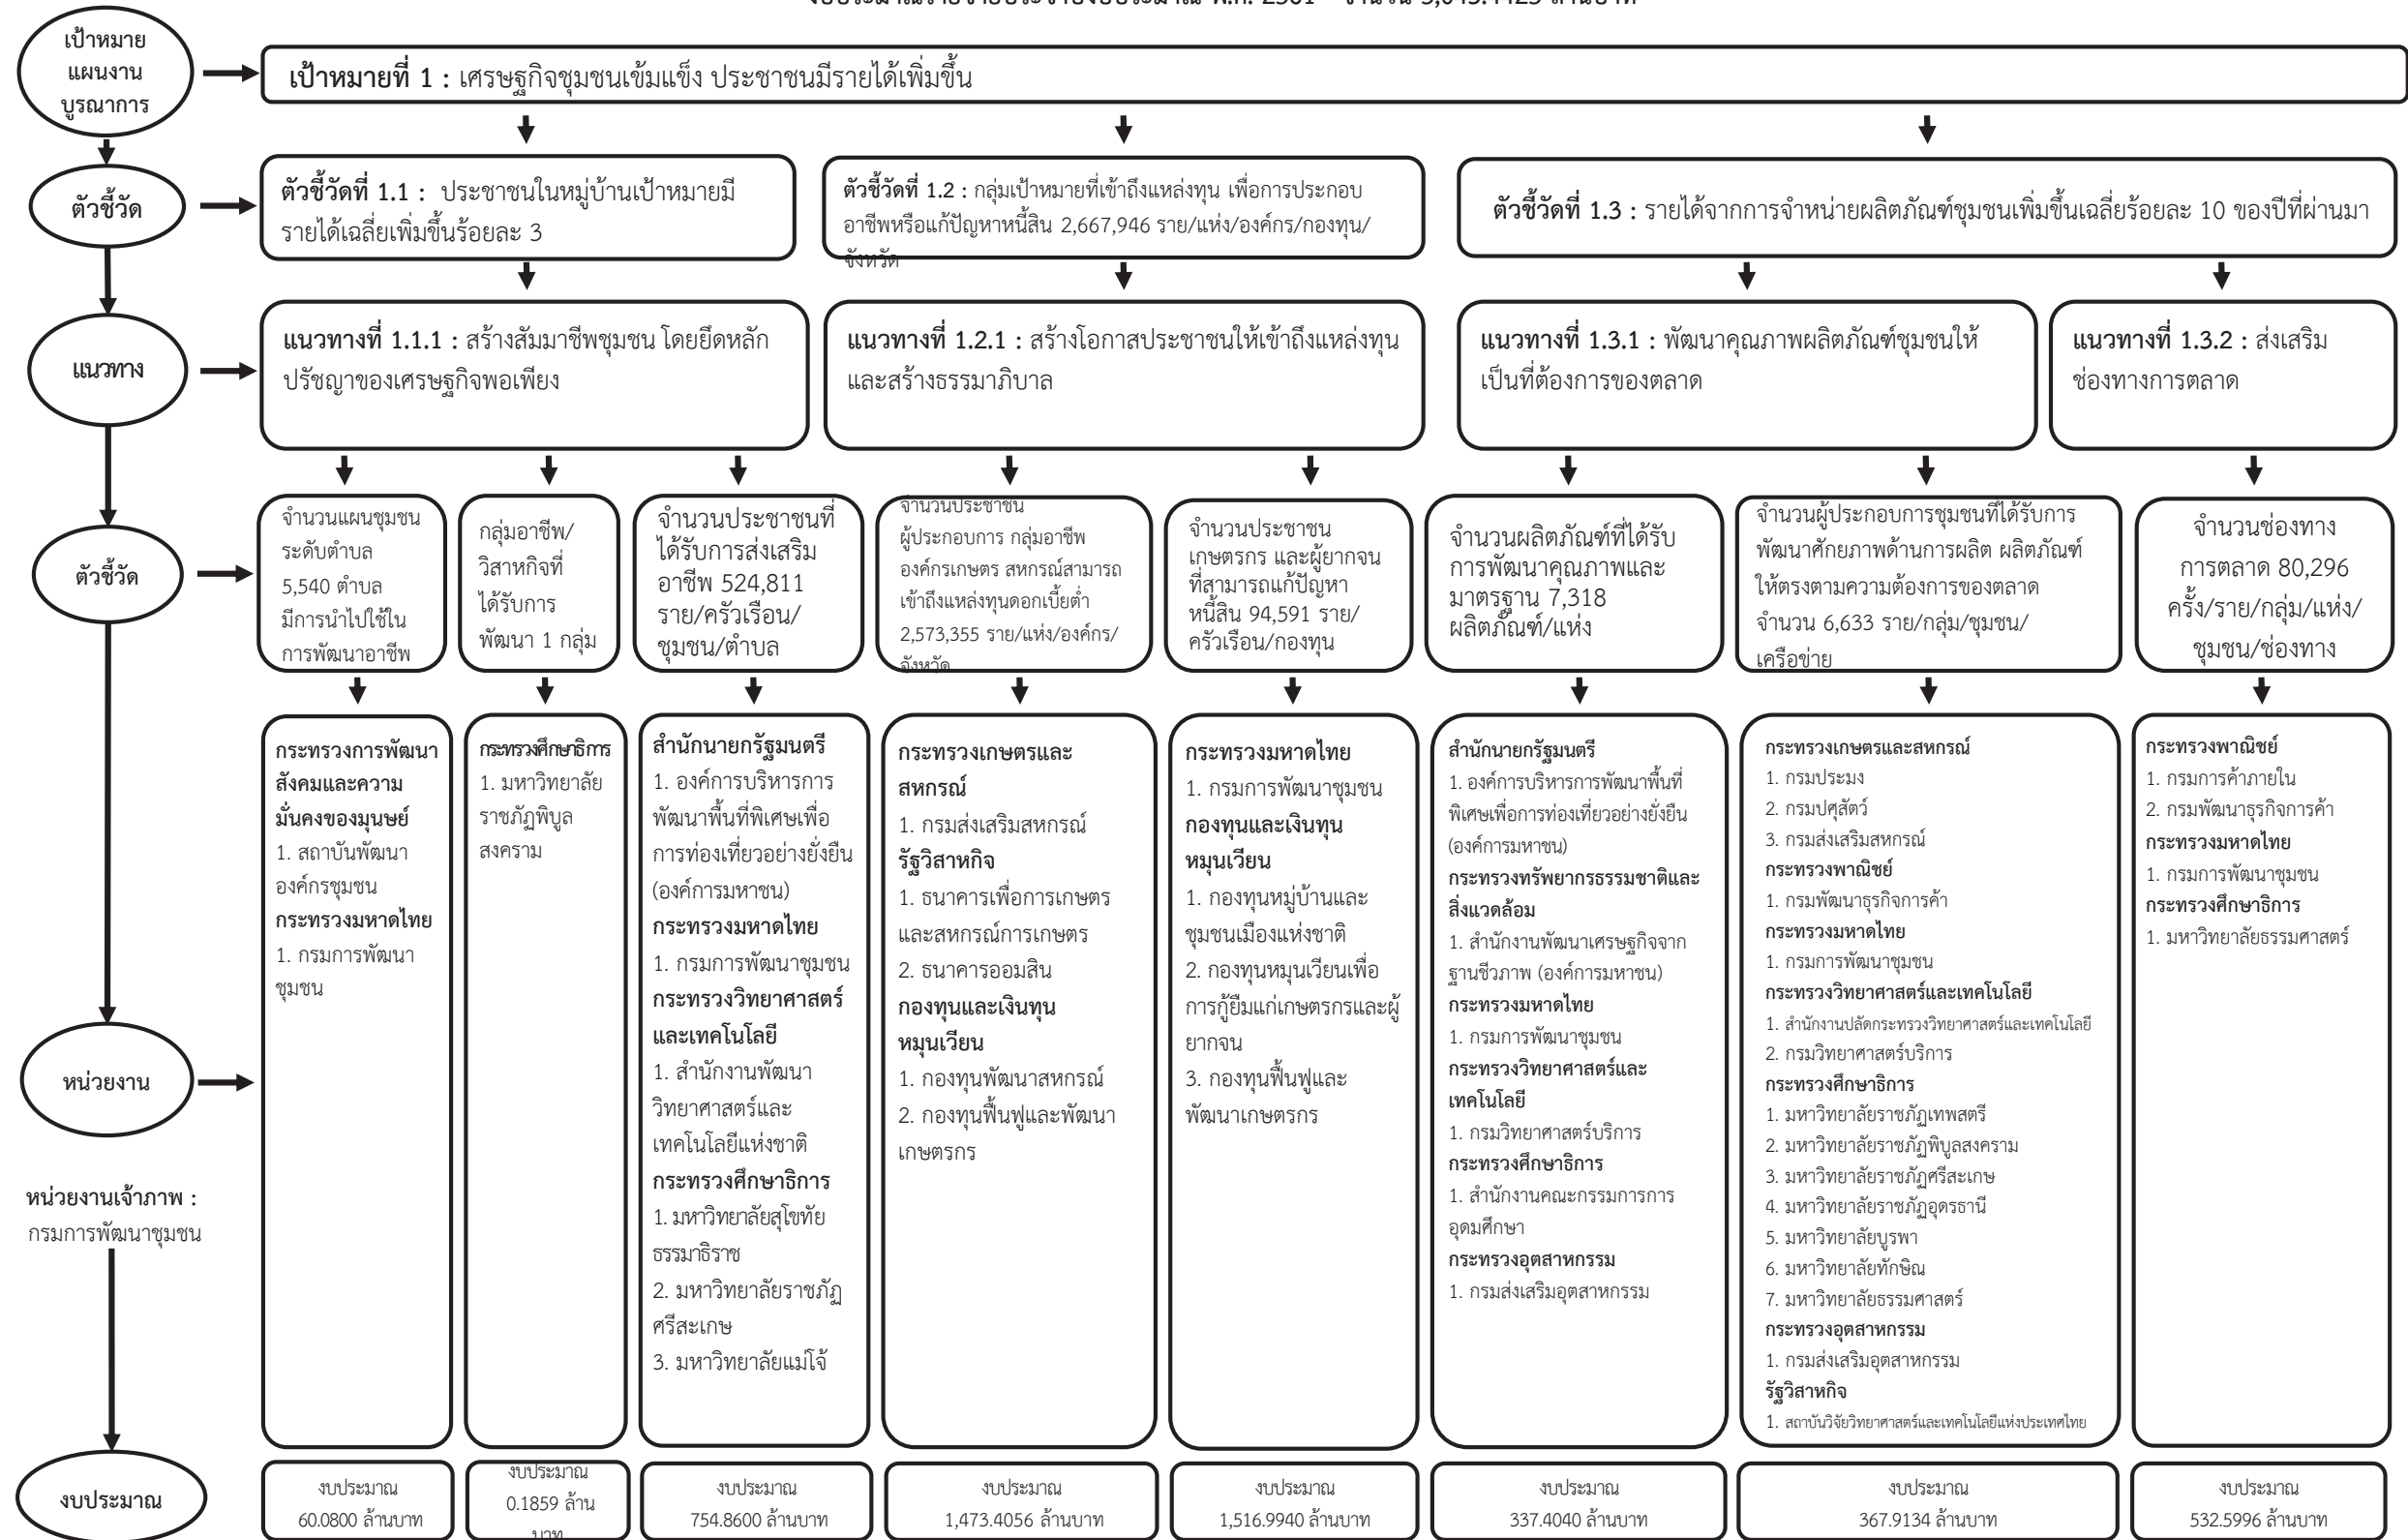 เป้าหมาย
แผนงาน
บูรณาการ
เป้าหมายที่ 1 : เศรษฐกิจชุมชนเข้มแข็ง ประชาชนมีรายได้เพิ่มขึ้น
ตัวชี้วัด
ตัวชี้วัดที่ 1.1 : ประชาชนในหมู่บ้านเป้าหมายมี
รายได้เฉลี่ยเพิ่มขึ้นร้อยละ 3
ตัวชี้วัดที่ 1.2 : กลุ่มเป้าหมายที่เข้าถึงแหล่งทุน เพื่อการประกอบ
อาชีพหรือแก้ปัญหาหนี้สิน 2,667,946 ราย/แห่ง/องค์กร/กองทุน/
จังหวัด
ตัวชี้วัดที่ 1.3 : รายได้จากการจำหน่ายผลิตภัณฑ์ชุมชนเพิ่มขึ้นเฉลี่ยร้อยละ 10 ของปีที่ผ่านมา
แนวทาง
แนวทางที่ 1.1.1 : สร้างสัมมาชีพชุมชน โดยยึดหลัก
ปรัชญาของเศรษฐกิจพอเพียง
แนวทางที่ 1.2.1 : สร้างโอกาสประชาชนให้เข้าถึงแหล่งทุน
และสร้างธรรมาภิบาล
แนวทางที่ 1.3.1 : พัฒนาคุณภาพผลิตภัณฑ์ชุมชนให้
เป็นที่ต้องการของตลาด
แนวทางที่ 1.3.2 : ส่งเสริม
ช่องทางการตลาด
ตัวชี้วัด
จำนวนแผนชุมชน
ระดับตำบล
5,540 ตำบล
มีการนำไปใช้ใน
การพัฒนาอาชีพ
กลุ่มอาชีพ/
วิสาหกิจที่
ได้รับการ
พัฒนา 1 กลุ่ม
จำนวนประชาชนที่
ได้รับการส่งเสริม
อาชีพ 524,811
ราย/ครัวเรือน/
ชุมชน/ตำบล
จำนวนประชาชน
ผู้ประกอบการ กลุ่มอาชีพ
องค์กรเกษตร สหกรณ์สามารถ
เข้าถึงแหล่งทุนดอกเบี้ยต่ำ
2,573,355 ราย/แห่ง/องค์กร/
จังหวัด
จำนวนประชาชน
เกษตรกร และผู้ยากจน
ที่สามารถแก้ปัญหา
หนี้สิน 94,591 ราย/
ครัวเรือน/กองทุน
จำนวนผลิตภัณฑ์ที่ได้รับ
การพัฒนาคุณภาพและ
มาตรฐาน 7,318
ผลิตภัณฑ์/แห่ง
จำนวนผู้ประกอบการชุมชนที่ได้รับการ
พัฒนาศักยภาพด้านการผลิต ผลิตภัณฑ์
ให้ตรงตามความต้องการของตลาด
จำนวน 6,633 ราย/กลุ่ม/ชุมชน/
เครือข่าย
จำนวนช่องทาง
การตลาด 80,296
ครั้ง/ราย/กลุ่ม/แห่ง/
ชุมชน/ช่องทาง
หน่วยงาน
กระทรวงการพัฒนา
สังคมและความ
มั่นคงของมนุษย์
1. สถาบันพัฒนา
องค์กรชุมชน
กระทรวงมหาดไทย
1. กรมการพัฒนา
ชุมชน
กระทรวงศึกษาธิการ
1. มหาวิทยาลัย
ราชภัฏพิบูล
สงคราม
สำนักนายกรัฐมนตรี
1. องค์การบริหารการ
พัฒนาพื้นที่พิเศษเพื่อ
การท่องเที่ยวอย่างยั่งยืน
(องค์การมหาชน)
กระทรวงมหาดไทย
1. กรมการพัฒนาชุมชน
กระทรวงวิทยาศาสตร์
และเทคโนโลยี
1. สำนักงานพัฒนา
วิทยาศาสตร์และ
เทคโนโลยีแห่งชาติ
กระทรวงศึกษาธิการ
1. มหาวิทยาลัยสุโขทัย
ธรรมาธิราช
2. มหาวิทยาลัยราชภัฏ
ศรีสะเกษ
3. มหาวิทยาลัยแม่โจ้
กระทรวงเกษตรและ
สหกรณ์
1. กรมส่งเสริมสหกรณ์
รัฐวิสาหกิจ
1. ธนาคารเพื่อการเกษตร
และสหกรณ์การเกษตร
2. ธนาคารออมสิน
กองทุนและเงินทุน
หมุนเวียน
1. กองทุนพัฒนาสหกรณ์
2. กองทุนฟื้นฟูและพัฒนา
เกษตรกร
กระทรวงมหาดไทย
1. กรมการพัฒนาชุมชน
กองทุนและเงินทุน
หมุนเวียน
1. กองทุนหมู่บ้านและ
ชุมชนเมืองแห่งชาติ
2. กองทุนหมุนเวียนเพื่อ
การกู้ยืมแก่เกษตรกรและผู้
ยากจน
3. กองทุนฟื้นฟูและ
พัฒนาเกษตรกร
สำนักนายกรัฐมนตรี
1. องค์การบริหารการพัฒนาพื้นที่
พิเศษเพื่อการท่องเที่ยวอย่างยั่งยืน
(องค์การมหาชน)
กระทรวงทรัพยากรธรรมชาติและ
สิ่งแวดล้อม
1. สำนักงานพัฒนาเศรษฐกิจจาก
ฐานชีวภาพ (องค์การมหาชน)
กระทรวงมหาดไทย
1. กรมการพัฒนาชุมชน
กระทรวงวิทยาศาสตร์และ
เทคโนโลยี
1. กรมวิทยาศาสตร์บริการ
กระทรวงศึกษาธิการ
1. สำนักงานคณะกรรมการการ
อุดมศึกษา
กระทรวงอุตสาหกรรม
1. กรมส่งเสริมอุตสาหกรรม
กระทรวงเกษตรและสหกรณ์
1. กรมประมง
2. กรมปศุสัตว์
3. กรมส่งเสริมสหกรณ์
กระทรวงพาณิชย์
1. กรมพัฒนาธุรกิจการค้า
กระทรวงมหาดไทย
1. กรมการพัฒนาชุมชน
กระทรวงวิทยาศาสตร์และเทคโนโลยี
1. สำนักงานปลัดกระทรวงวิทยาศาสตร์และเทคโนโลยี
2. กรมวิทยาศาสตร์บริการ
กระทรวงศึกษาธิการ
1. มหาวิทยาลัยราชภัฏเทพสตรี
2. มหาวิทยาลัยราชภัฏพิบูลสงคราม
3. มหาวิทยาลัยราชภัฏศรีสะเกษ
4. มหาวิทยาลัยราชภัฏอุดรธานี
5. มหาวิทยาลัยบูรพา
6. มหาวิทยาลัยทักษิณ
7. มหาวิทยาลัยธรรมศาสตร์
กระทรวงอุตสาหกรรม
1. กรมส่งเสริมอุตสาหกรรม
รัฐวิสาหกิจ
1. สถาบันวิจัยวิทยาศาสตร์และเทคโนโลยีแห่งประเทศไทย
กระทรวงพาณิชย์
1. กรมการค้าภายใน
2. กรมพัฒนาธุรกิจการค้า
กระทรวงมหาดไทย
1. กรมการพัฒนาชุมชน
กระทรวงศึกษาธิการ
1. มหาวิทยาลัยธรรมศาสตร์
หน่วยงานเจ้าภาพ :
กรมการพัฒนาชุมชน
งบประมาณ
งบประมาณ
60.0800 ล้านบาท
งบประมาณ
0.1859 ล้าน
บาท
งบประมาณ
754.8600 ล้านบาท
งบประมาณ
1,473.4056 ล้านบาท
งบประมาณ
1,516.9940 ล้านบาท
งบประมาณ
337.4040 ล้านบาท
งบประมาณ
367.9134 ล้านบาท
งบประมาณ
532.5996 ล้านบาท